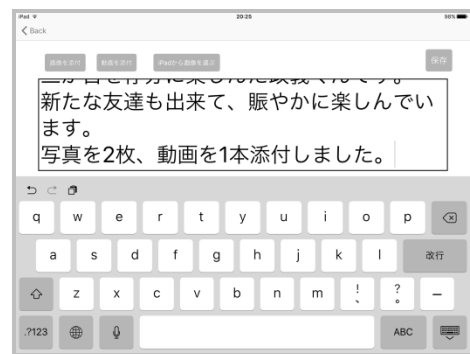 iPad
20:25
50%
Back
画像を添付 動画を添付 iPadから画像を選ぶ
保存
新たな友達も出来て、賑やかに楽しんでい
ます。
写真を2枚、動画を1本添付しました。
q w e r t y u i o p
a s d f g h j k l 改行
z x c v b n m ! 、 ? 。 ー
.?123 ABC